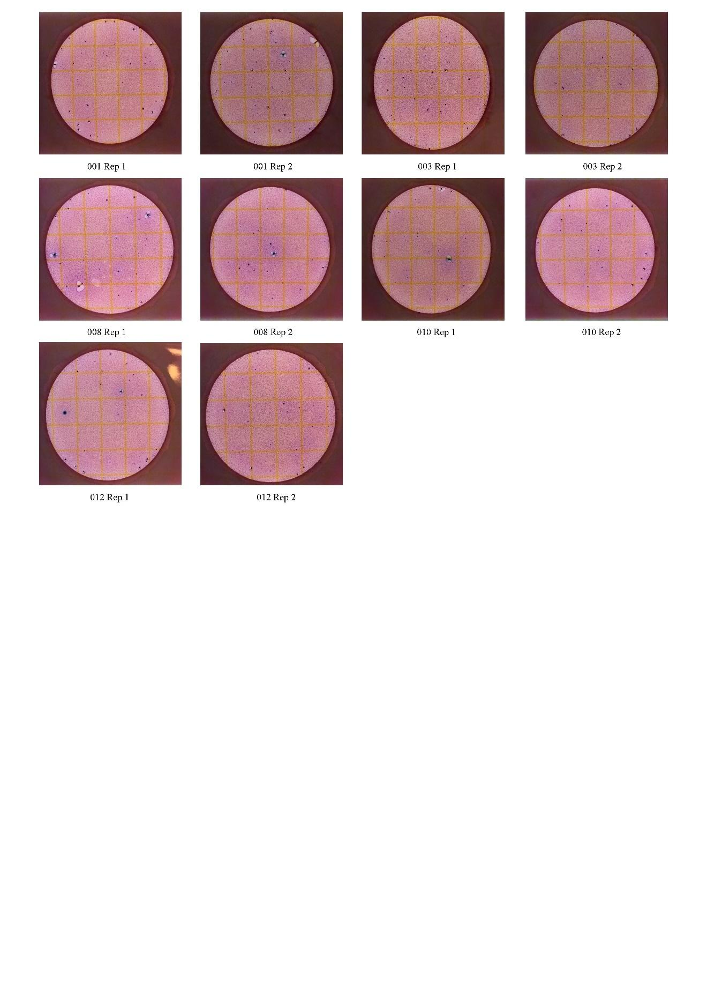 001 Rep 1
001 Rep 2
003 Rep 1
003 Rep 2
008 Rep 1
008 Rep 2
010 Rep 1
010 Rep 2
012 Rep 1
012 Rep 2